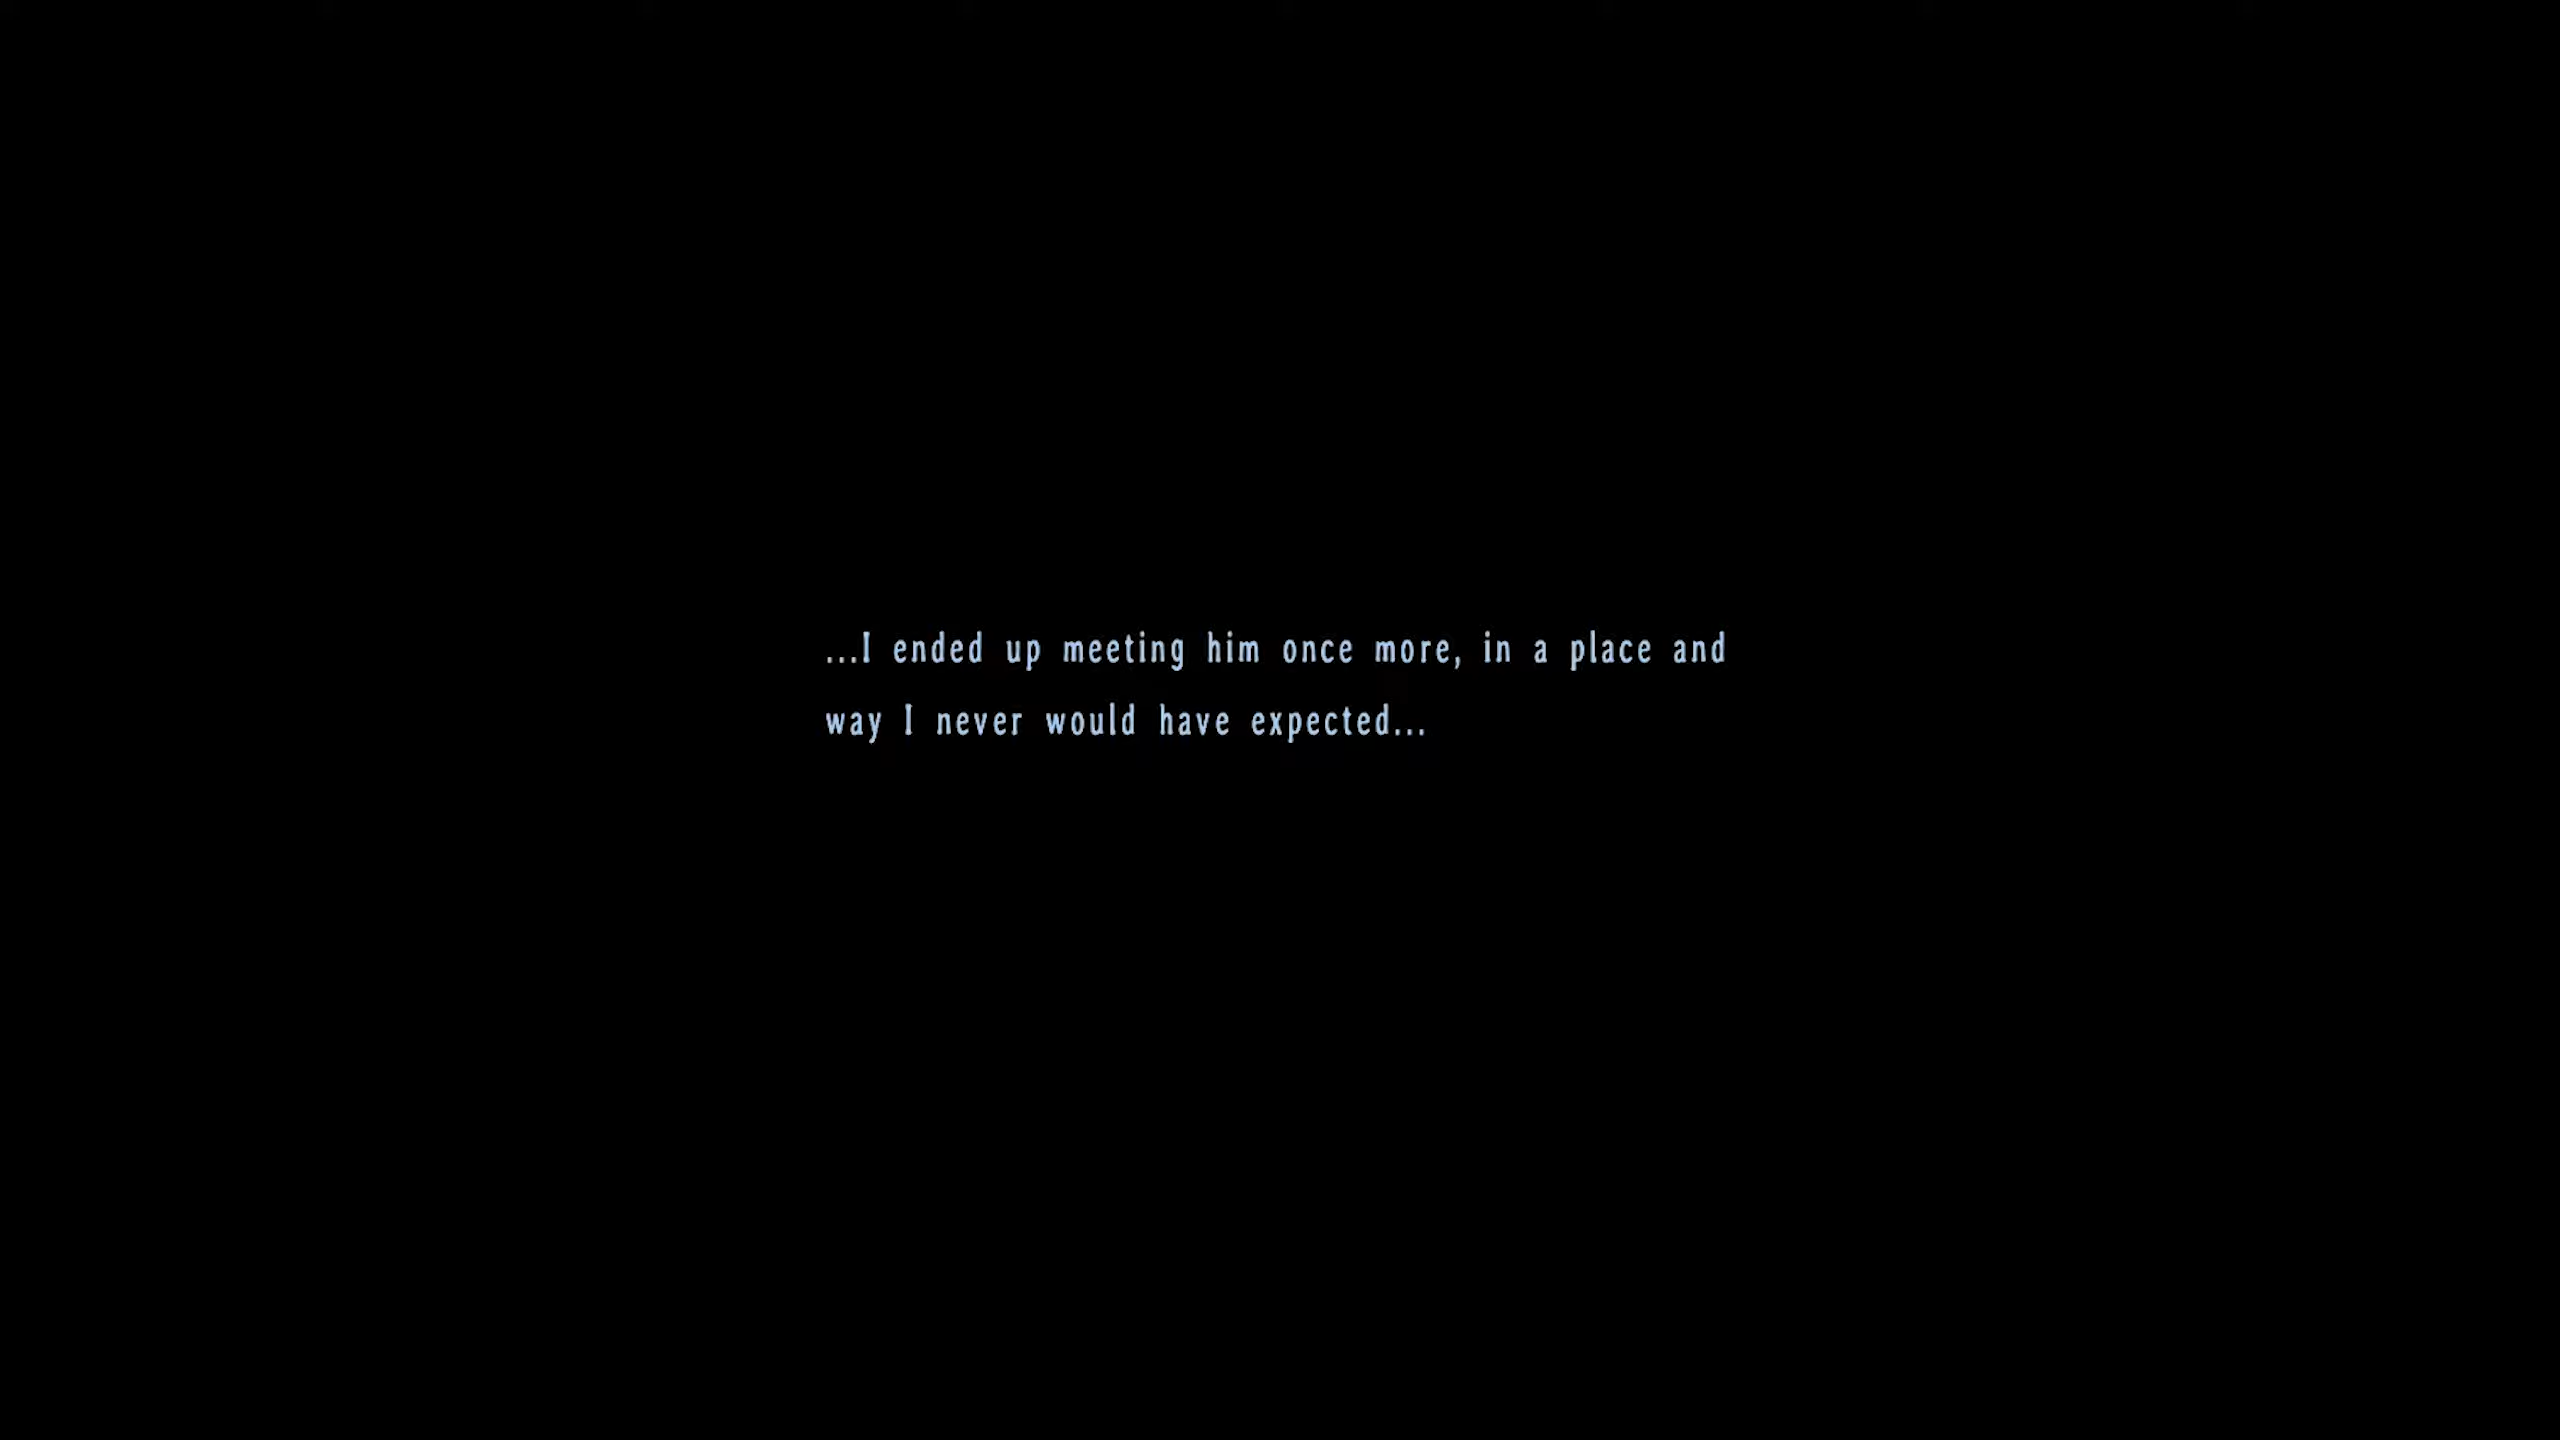 ...I ended up meeting him once more, in a place and
way I never would have expected...